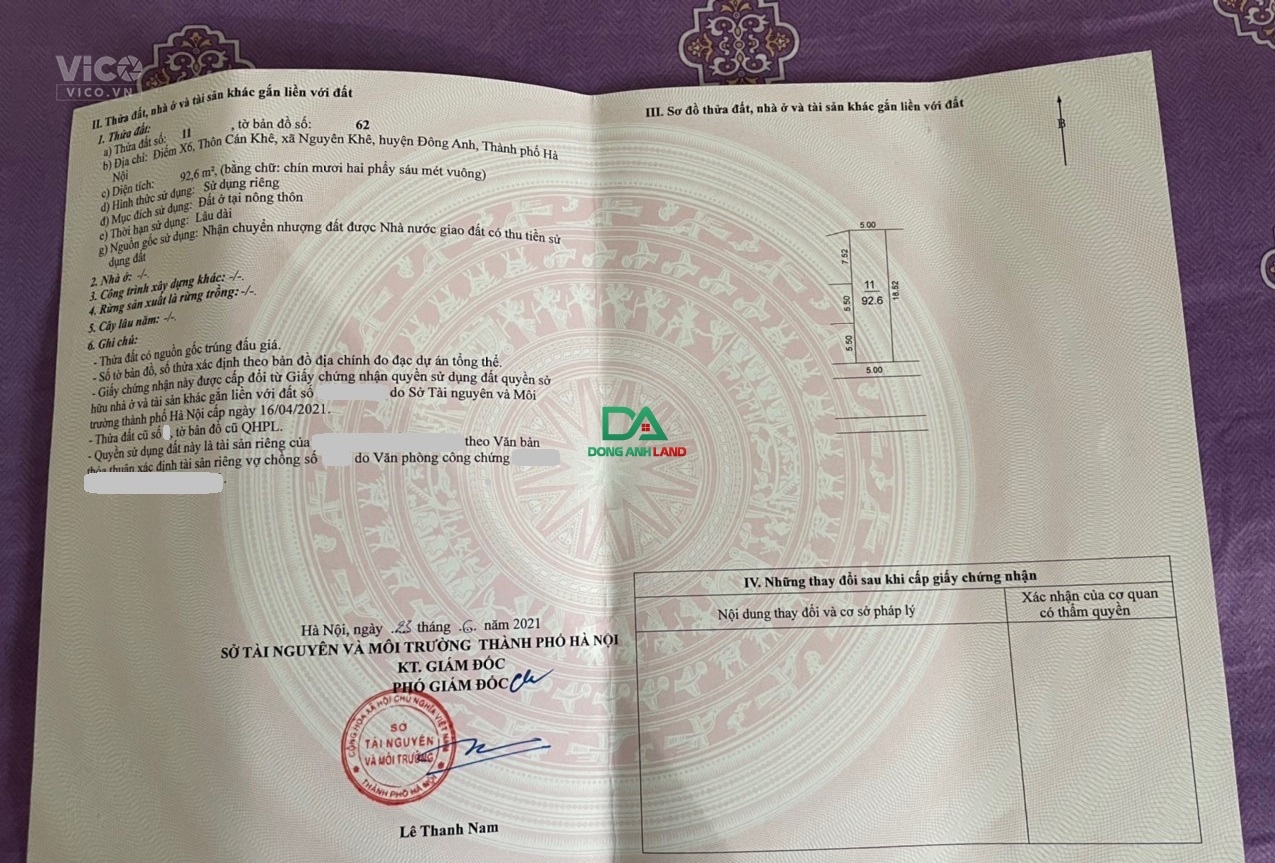 VICO
VICO.VN
II. Thửa đất, nhà ở và tài sản khác gắn liền với đất
1. Thửa đất:
a) Thửa đất số: 11 , tờ bản đồ số: 62
b) Địa chỉ: Điểm X6, Thôn Cán Khê, xã Nguyên Khê, huyện Đông Anh, Thành phố Hà
Nội
c) Diện tích: 92,6 m², (bằng chữ: chín mươi hai phẩy sáu mét vuông)
d) Hình thức sử dụng: Sử dụng riêng
đ) Mục đích sử dụng: Đất ở tại nông thôn
e) Thời hạn sử dụng: Lâu dài
g) Nguồn gốc sử dụng: Nhận chuyển nhượng đất được Nhà nước giao đất có thu tiền sử
dụng đất
2. Nhà ở: -/-.
3. Công trình xây dựng khác: -/-.
4. Rừng sản xuất là rừng trồng: -/-.
5. Cây lâu năm: -/-.
6. Ghi chú:
- Thửa đất có nguồn gốc trúng đấu giá.
- Số tờ bản đồ, số thửa xác định theo bản đồ địa chính đo đạc dự án tổng thể.
- Giấy chứng nhận này được cấp đổi từ Giấy chứng nhận quyền sử dụng đất quyền sở
hữu nhà ở và tài sản khác gắn liền với đất số do Sở Tài nguyên và Môi
trường thành phố Hà Nội cấp ngày 16/04/2021.
- Thửa đất cũ số , tờ bản đồ cũ QHPL.
- Quyền sử dụng đất này là tài sản riêng của theo Văn bản
thỏa thuận xác định tài sản riêng vợ chồng số do Văn phòng công chứng
.
Hà Nội, ngày 23 tháng 6 năm 2021
SỞ TÀI NGUYÊN VÀ MÔI TRƯỜNG THÀNH PHỐ HÀ NỘI
KT. GIÁM ĐỐC
PHÓ GIÁM ĐỐC
CỘNG HÒA XÃ HỘI CHỦ NGHĨA VIỆT NAM
SỞ
TÀI NGUYÊN
VÀ MÔI TRƯỜNG
THÀNH PHỐ HÀ NỘI
Lê Thanh Nam
DA
DONG ANH LAND
III. Sơ đồ thửa đất, nhà ở và tài sản khác gắn liền với đất
B
5.00
7.52
11
92.6
18.52
5.50
5.50
5.00
IV. Những thay đổi sau khi cấp giấy chứng nhận
Nội dung thay đổi và cơ sở pháp lý
Xác nhận của cơ quan
có thẩm quyền